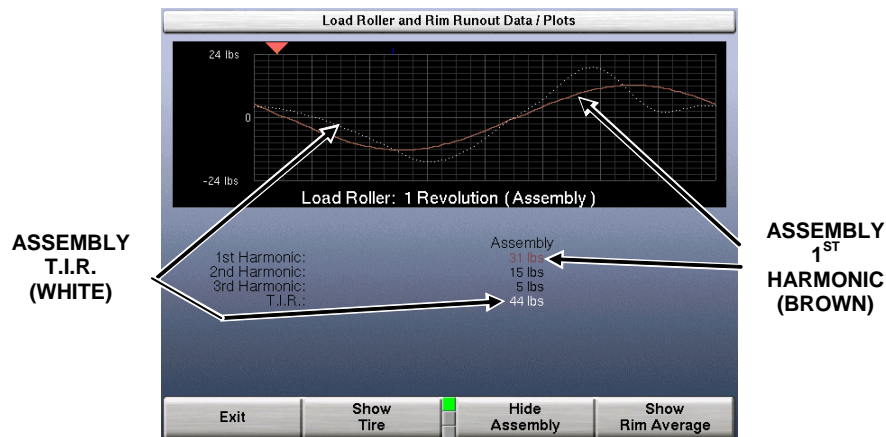 Load Roller and Rim Runout Data / Plots
24 lbs
0
-24 lbs
Load Roller: 1 Revolution (Assembly)
ASSEMBLY
T.I.R.
(WHITE)
ASSEMBLY
1ST
HARMONIC
(BROWN)
Assembly
1st Harmonic: 31 lbs
2nd Harmonic: 15 lbs
3rd Harmonic: 5 lbs
T.I.R.: 44 lbs
Exit
Show
Tire
Hide
Assembly
Show
Rim Average